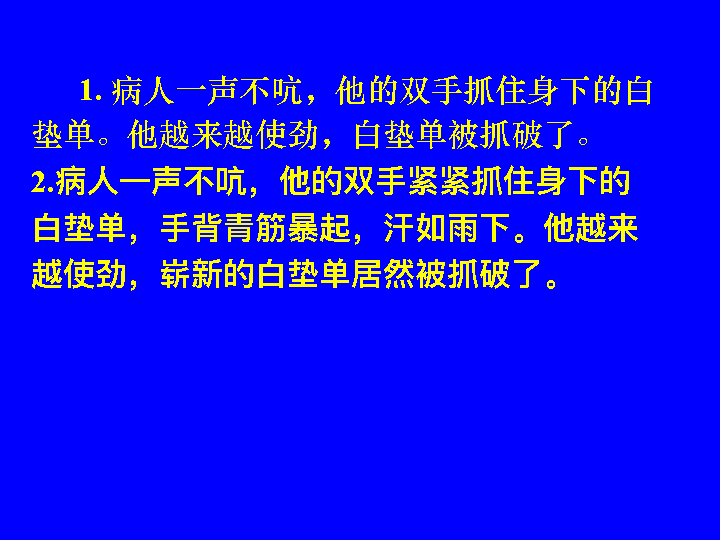 1. 病人一声不吭，他的双手抓住身下的白
垫单。他越来越使劲，白垫单被抓破了。
2.病人一声不吭，他的双手紧紧抓住身下的
白垫单，手背青筋暴起，汗如雨下。他越来
越使劲，崭新的白垫单居然被抓破了。